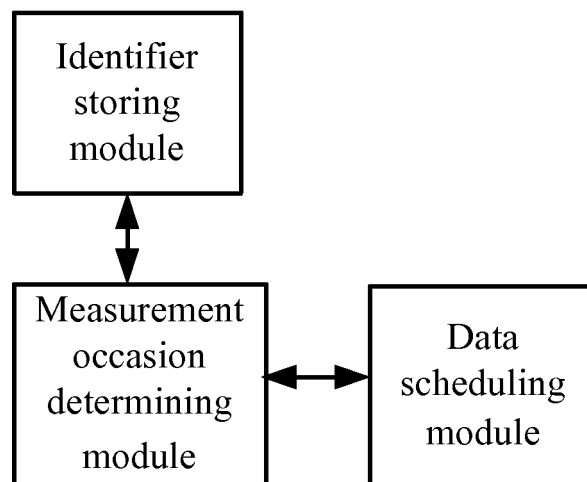 Identifier
storing
module
Measurement
occasion
determining
module
Data
scheduling
module